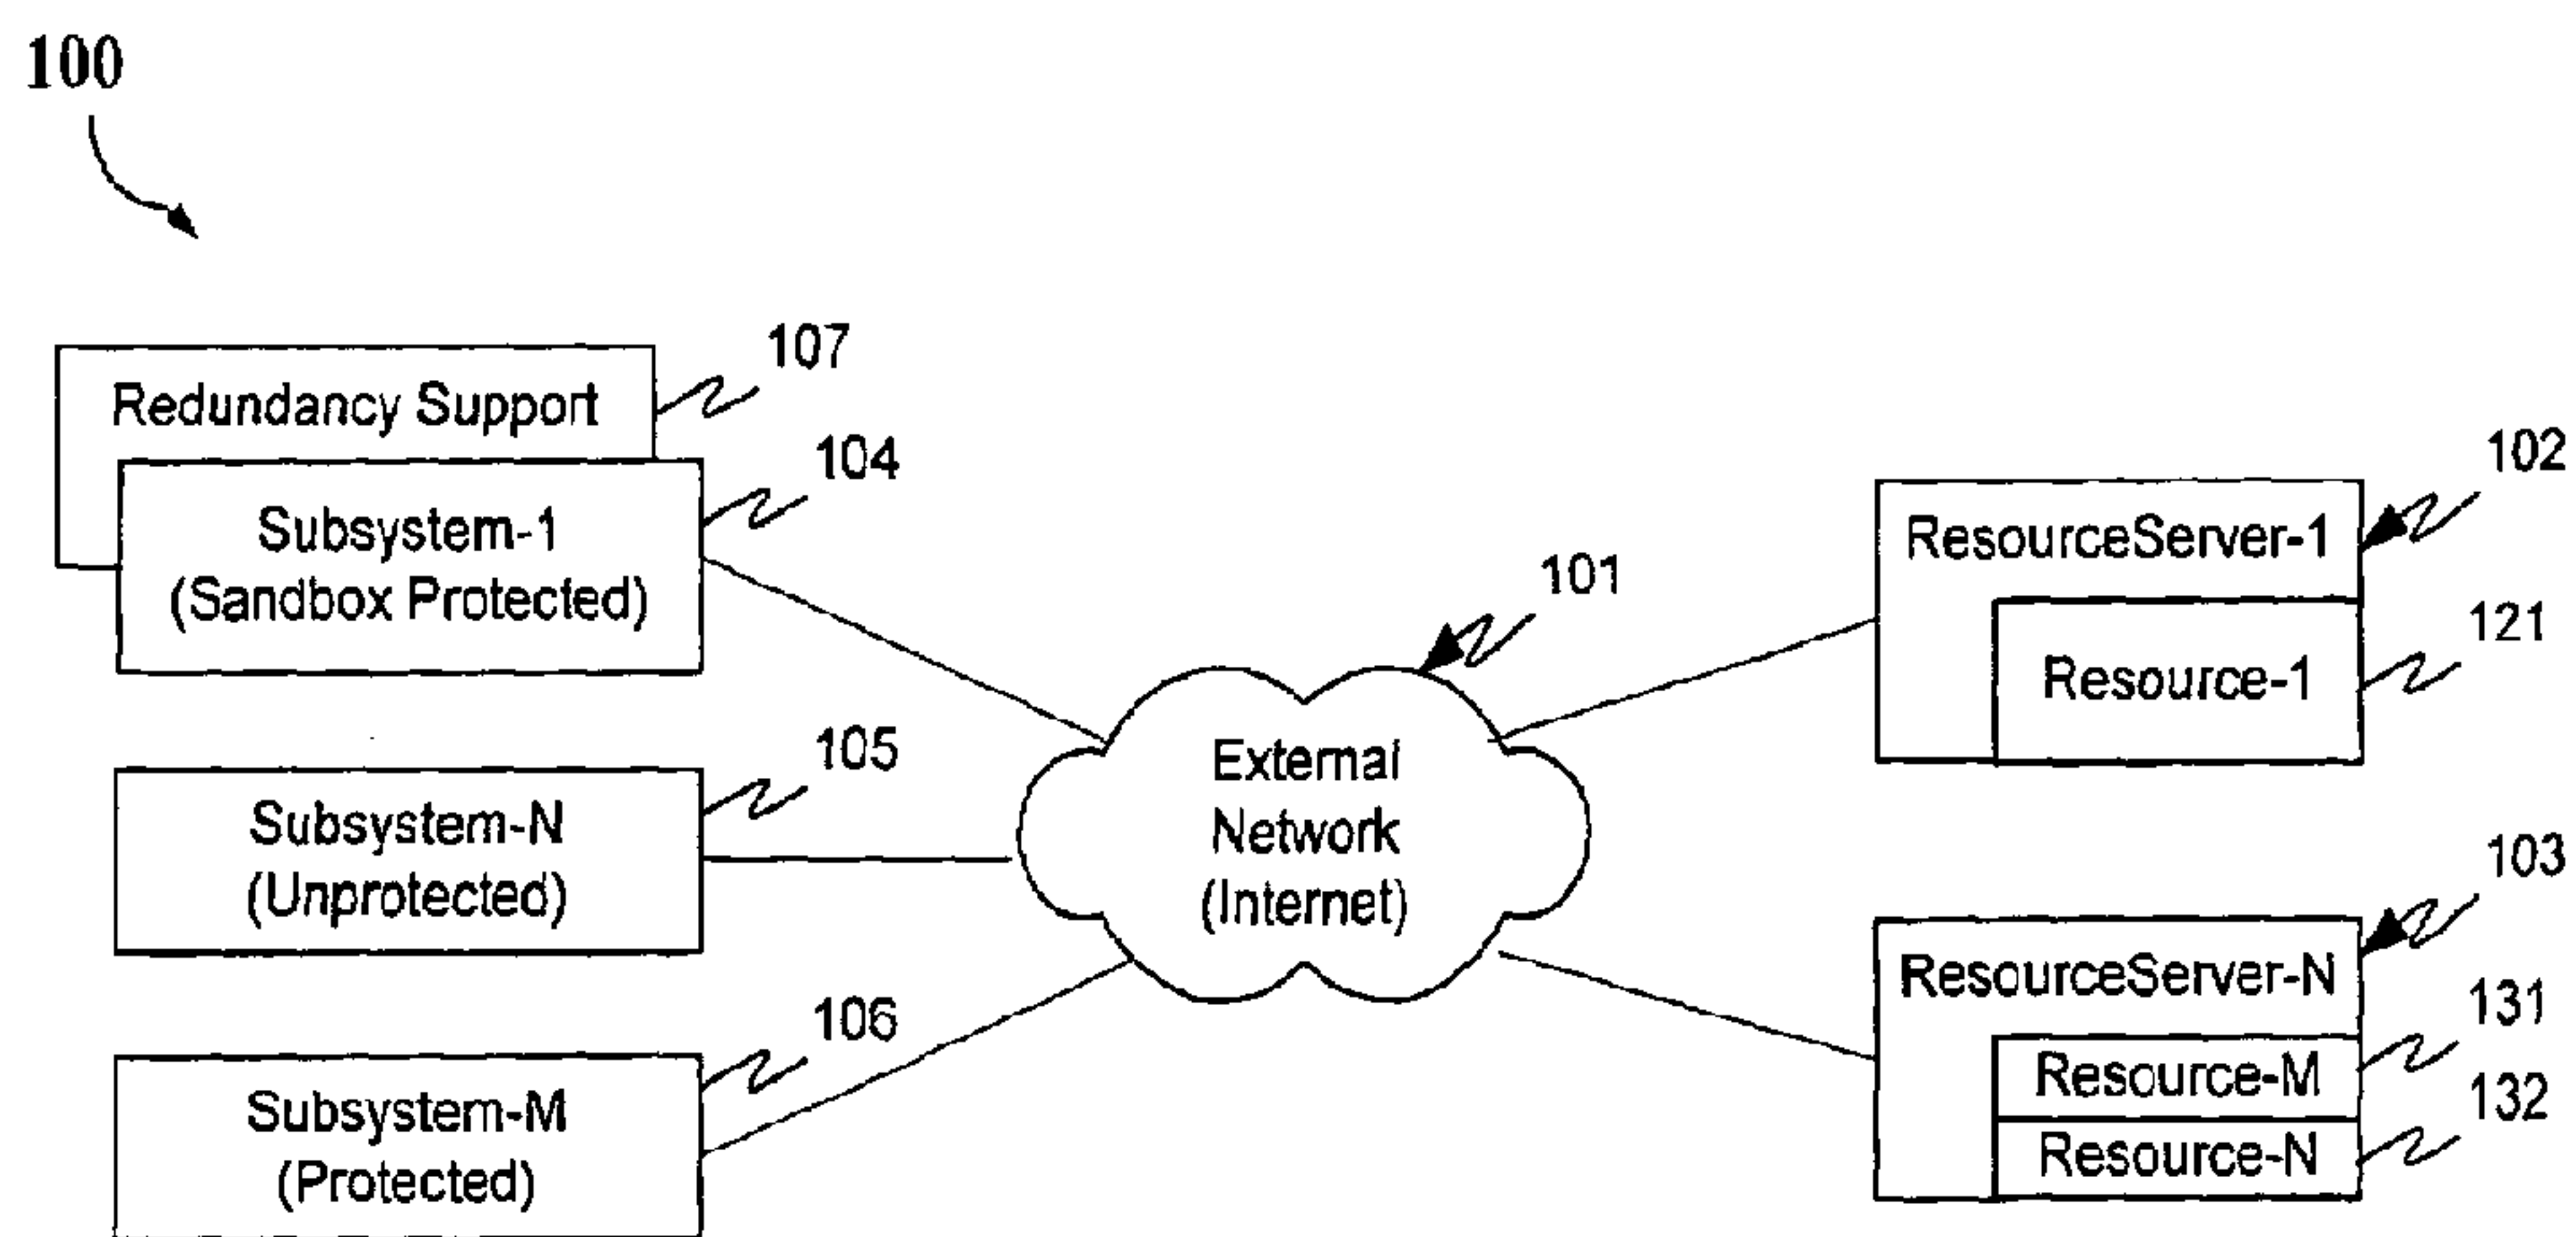 100
107
Redundancy Support
104
Subsystem-1
(Sandbox Protected)
105
Subsystem-N
(Unprotected)
106
Subsystem-M
(Protected)
101
External
Network
(Internet)
102
ResourceServer-1
121
Resource-1
103
ResourceServer-N
131
Resource-M
132
Resource-N